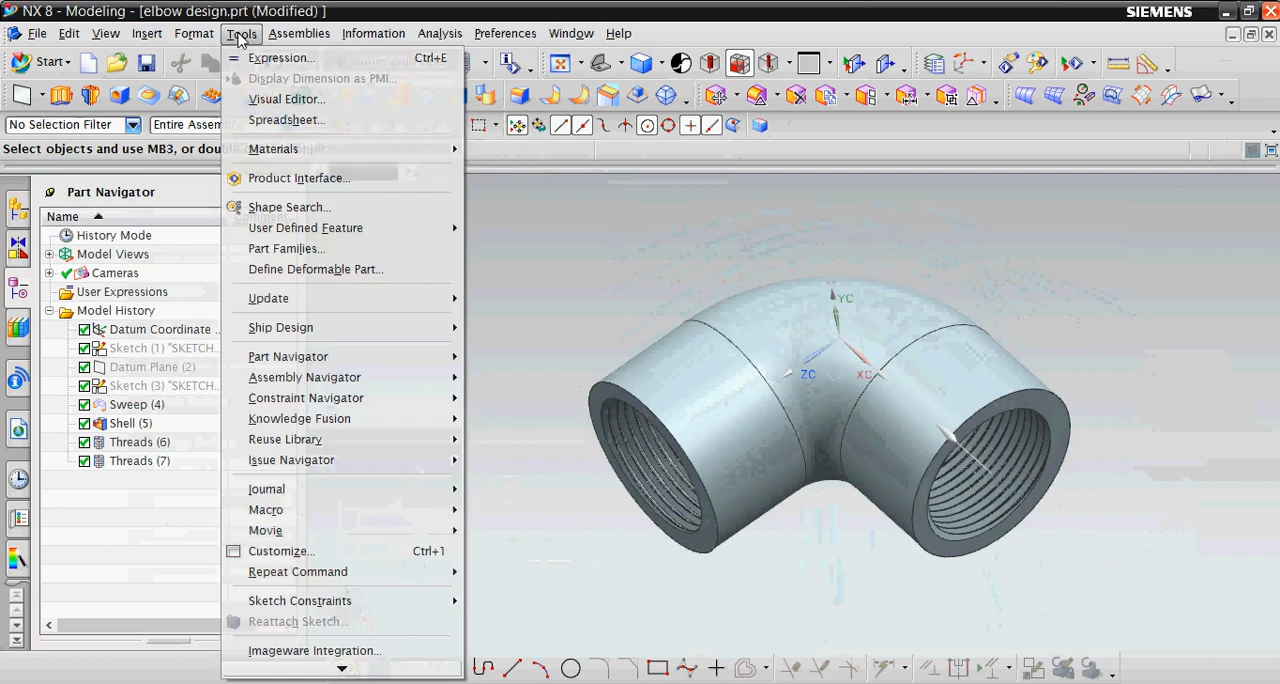 NX 8 - Modeling - [elbow design.prt (Modified) ]
SIEMENS
File Edit View Insert Format Tools Assemblies Information Analysis Preferences Window Help
Start
No Selection Filter
Entire Assem
Select objects and use MB3, or dou
Part Navigator
Name
History Mode
Model Views
Cameras
User Expressions
Model History
Datum Coordinate ...
Sketch (1) "SKETCH...
Datum Plane (2)
Sketch (3) "SKETCH...
Sweep (4)
Shell (5)
Threads (6)
Threads (7)
Expression... Ctrl+E
Display Dimension as PMI...
Visual Editor...
Spreadsheet...
Materials
Product Interface...
Shape Search...
User Defined Feature
Part Families...
Define Deformable Part...
Update
Ship Design
Part Navigator
Assembly Navigator
Constraint Navigator
Knowledge Fusion
Reuse Library
Issue Navigator
Journal
Macro
Movie
Customize... Ctrl+1
Repeat Command
Sketch Constraints
Reattach Sketch...
Imageware Integration...
YC
ZC
XC